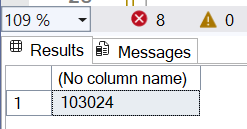 109 %
8
0
Results
Messages
(No column name)
1
103024